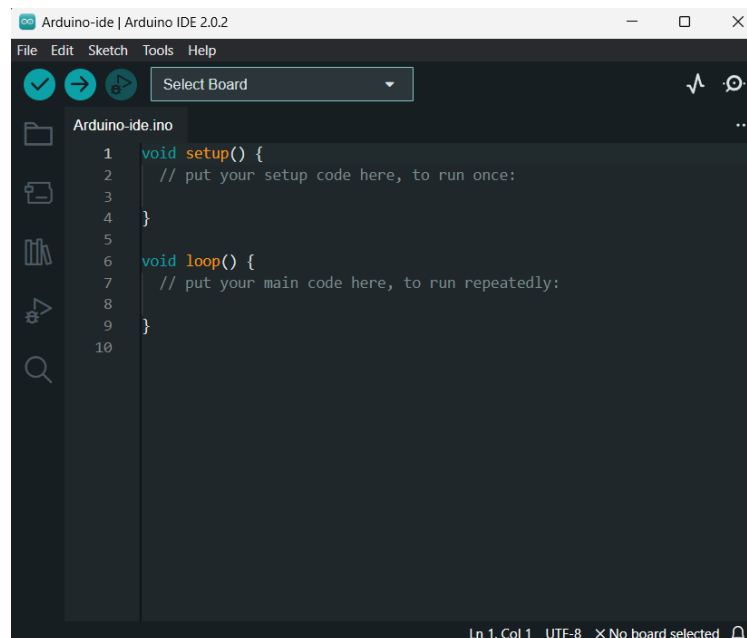 Arduino-ide | Arduino IDE 2.0.2
File Edit Sketch Tools Help
Select Board
Arduino-ide.ino
1 void setup() {
2 // put your setup code here, to run once:
3
4 }
5
6 void loop() {
7 // put your main code here, to run repeatedly:
8
9 }
10
Ln 1, Col 1 UTF-8 × No board selected